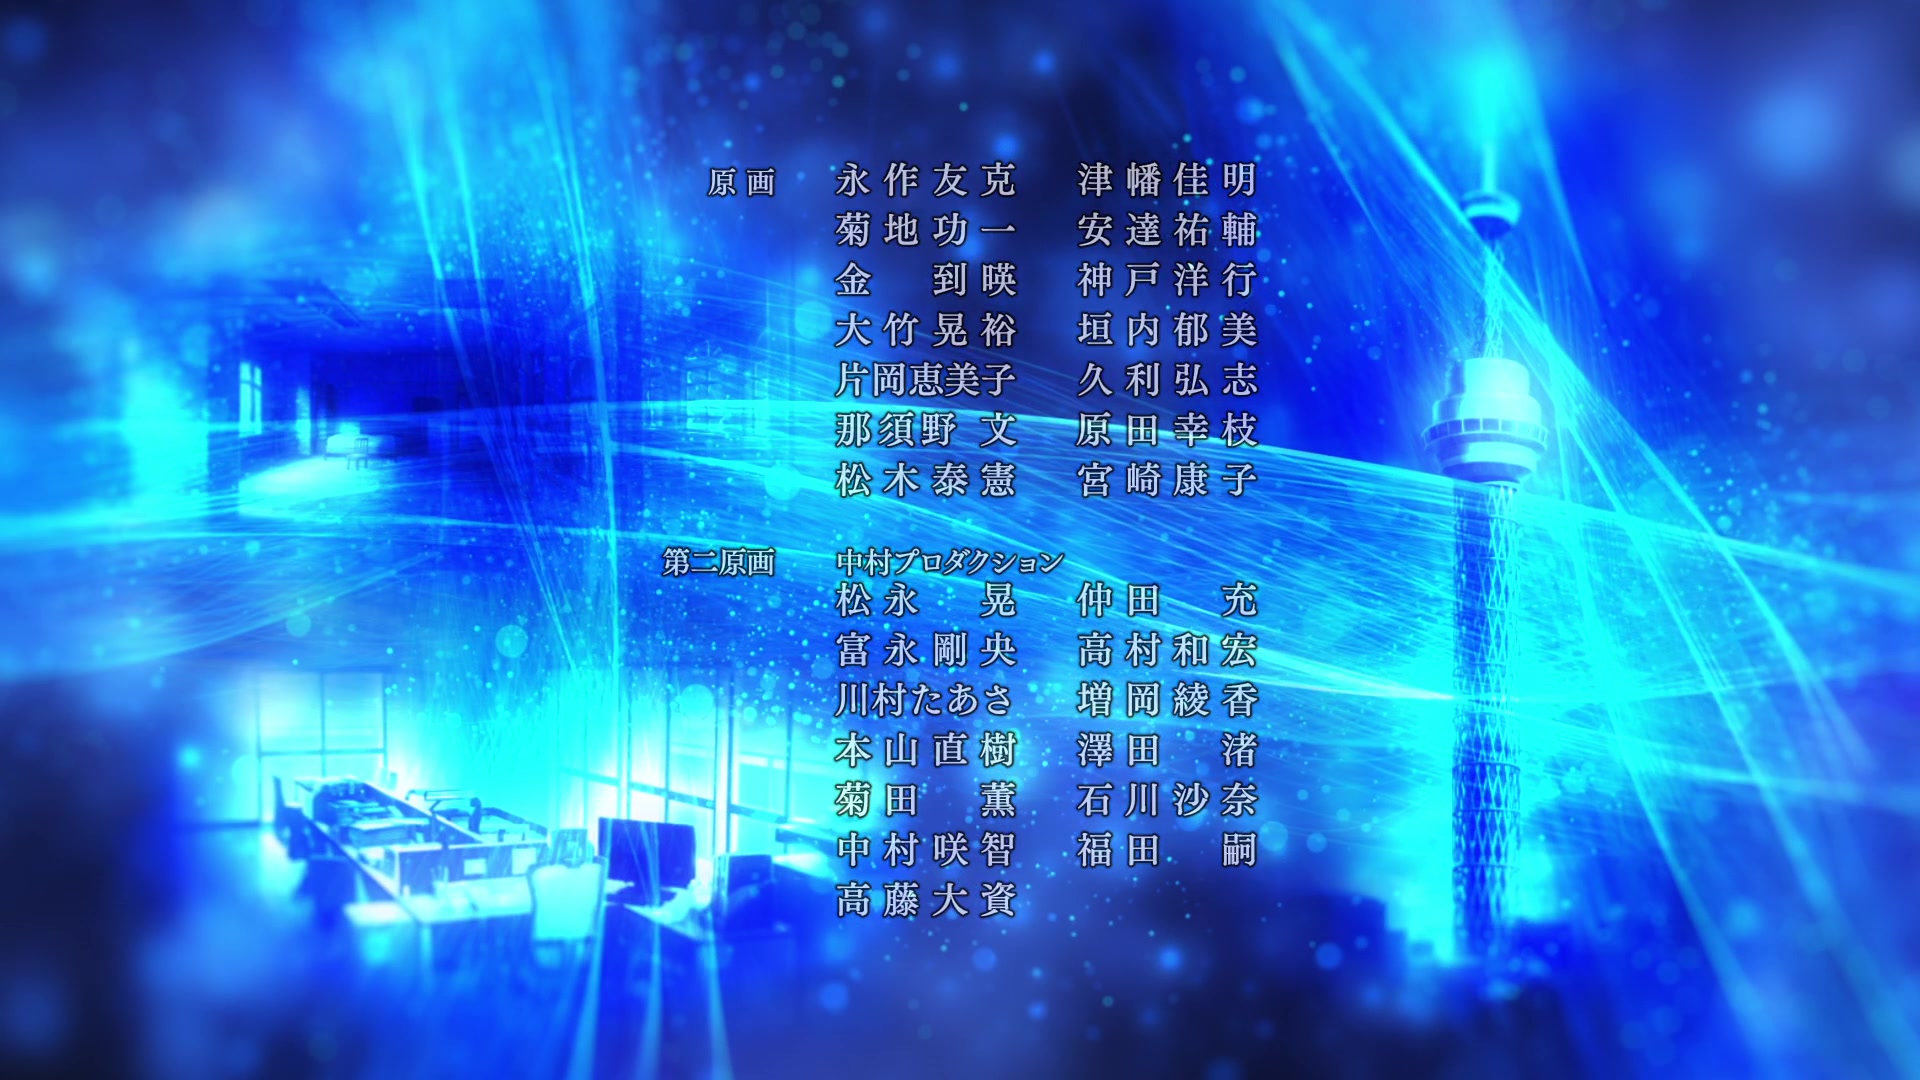 原画 永作友克 津幡佳明
菊地功一 安達祐輔
金 到暎 神戸洋行
大竹晃裕 垣内郁美
片岡恵美子 久利弘志
那須野 文 原田幸枝
松木泰憲 宮崎康子
第二原画 中村プロダクション
松永 晃 仲田 充
富永剛央 高村和宏
川村たあさ 増岡綾香
本山直樹 澤田 渚
菊田 薫 石川沙奈
中村咲智 福田 嗣
高藤大資